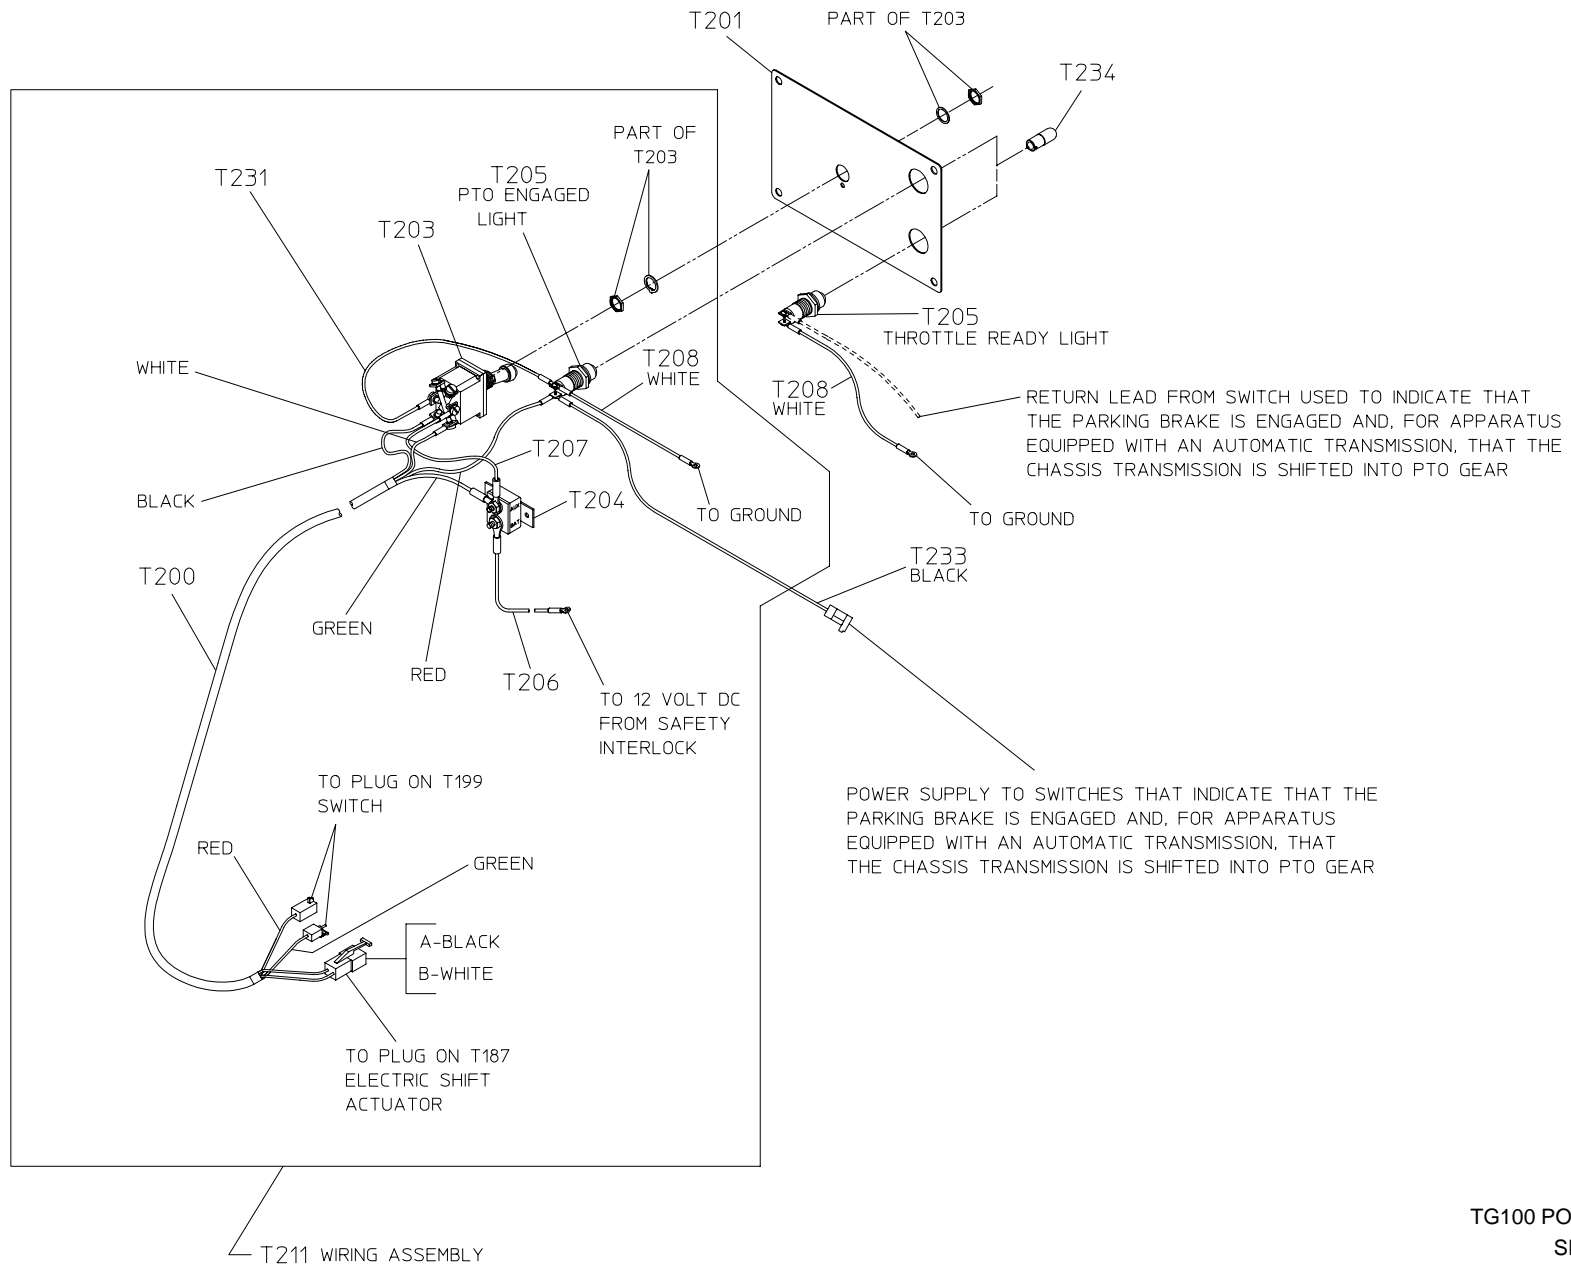 T201
PART OF T203
T234
PART OF
T203
T205
PTO ENGAGED
LIGHT
T231
T203
T205
THROTTLE READY LIGHT
WHITE
T208
WHITE
T208
WHITE
RETURN LEAD FROM SWITCH USED TO INDICATE THAT
THE PARKING BRAKE IS ENGAGED AND, FOR APPARATUS
EQUIPPED WITH AN AUTOMATIC TRANSMISSION, THAT THE
CHASSIS TRANSMISSION IS SHIFTED INTO PTO GEAR
T207
BLACK
T204
TO GROUND
TO GROUND
BAT
T233
BLACK
T200
GREEN
RED
T206
TO 12 VOLT DC
FROM SAFETY
INTERLOCK
TO PLUG ON T199
SWITCH
POWER SUPPLY TO SWITCHES THAT INDICATE THAT THE
PARKING BRAKE IS ENGAGED AND, FOR APPARATUS
EQUIPPED WITH AN AUTOMATIC TRANSMISSION, THAT
THE CHASSIS TRANSMISSION IS SHIFTED INTO PTO GEAR
RED
GREEN
A-BLACK
B-WHITE
TO PLUG ON T187
ELECTRIC SHIFT
ACTUATOR
T211 WIRING ASSEMBLY
TG100 PO